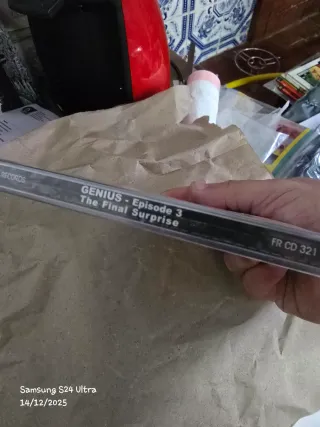 GENIUS - Episode 3
The Final Surprise
FR CD 321
Samsung S24 Ultra
14/12/2025